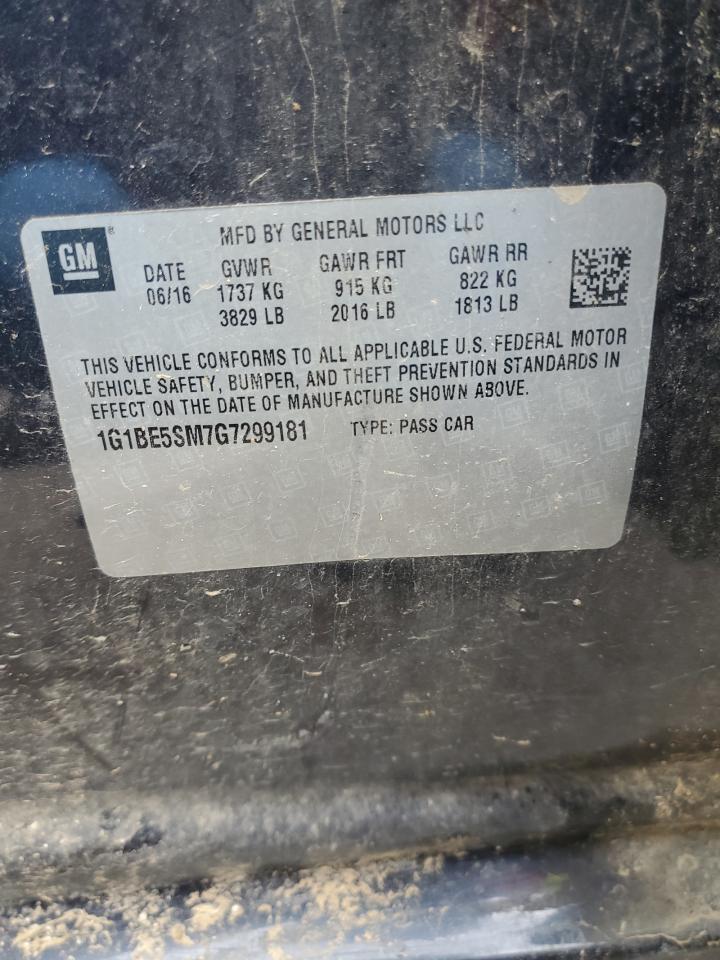 GM
MFD BY GENERAL MOTORS LLC
DATE GVWR GAWR FRT GAWR RR
06/16 1737 KG 915 KG 822 KG
3829 LB 2016 LB 1813 LB
THIS VEHICLE CONFORMS TO ALL APPLICABLE U.S. FEDERAL MOTOR
VEHICLE SAFETY, BUMPER, AND THEFT PREVENTION STANDARDS IN
EFFECT ON THE DATE OF MANUFACTURE SHOWN ABOVE.
1G1BE5SM7G7299181 TYPE: PASS CAR